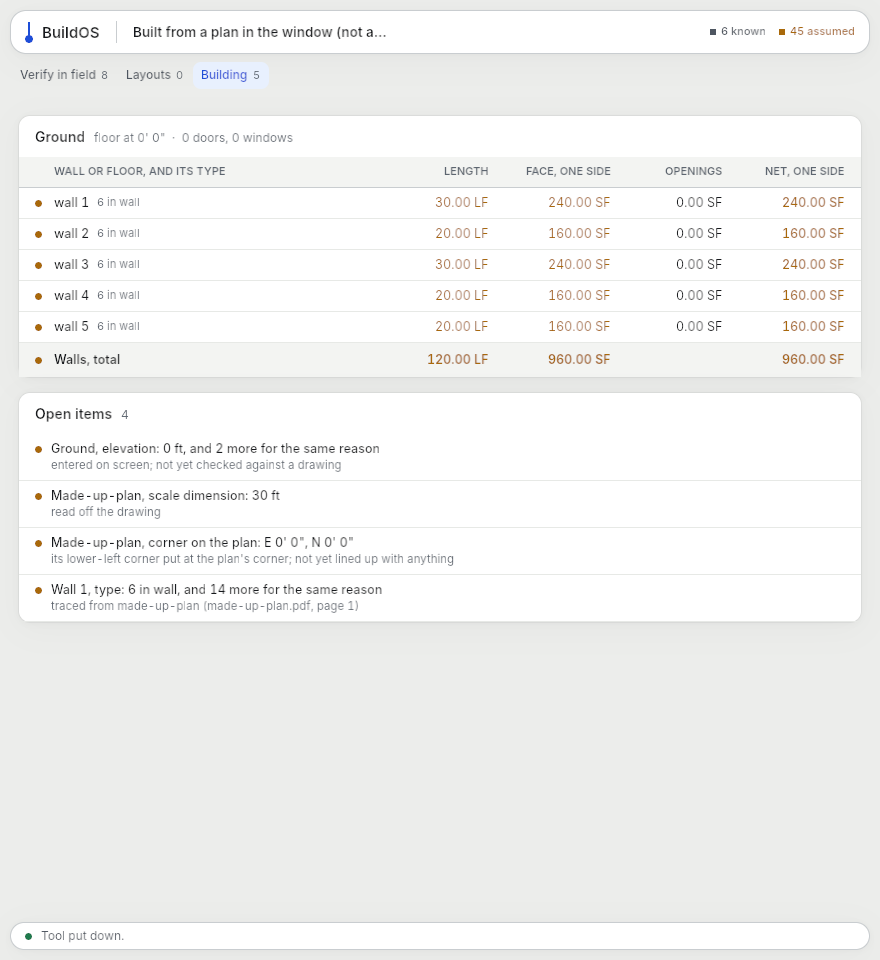 BuildOS Built from a plan in the window (not a... 6 known 45 assumed
Verify in field 8 Layouts 0 Building 5
Ground floor at 0' 0" · 0 doors, 0 windows
WALL OR FLOOR, AND ITS TYPE LENGTH FACE, ONE SIDE OPENINGS NET, ONE SIDE
wall 1 6 in wall 30.00 LF 240.00 SF 0.00 SF 240.00 SF
wall 2 6 in wall 20.00 LF 160.00 SF 0.00 SF 160.00 SF
wall 3 6 in wall 30.00 LF 240.00 SF 0.00 SF 240.00 SF
wall 4 6 in wall 20.00 LF 160.00 SF 0.00 SF 160.00 SF
wall 5 6 in wall 20.00 LF 160.00 SF 0.00 SF 160.00 SF
Walls, total 120.00 LF 960.00 SF 960.00 SF
Open items 4
Ground, elevation: 0 ft, and 2 more for the same reason
entered on screen; not yet checked against a drawing
Made-up-plan, scale dimension: 30 ft
read off the drawing
Made-up-plan, corner on the plan: E 0' 0", N 0' 0"
its lower-left corner put at the plan's corner; not yet lined up with anything
Wall 1, type: 6 in wall, and 14 more for the same reason
traced from made-up-plan (made-up-plan.pdf, page 1)
Tool put down.